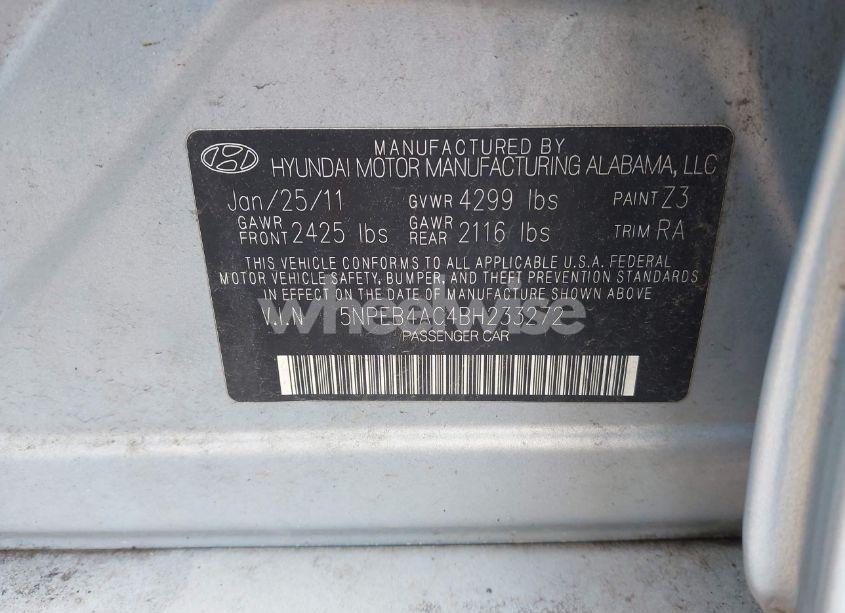 MANUFACTURED BY
HYUNDAI MOTOR MANUFACTURING ALABAMA, LLC
Jan/25/11 GVWR 4299 lbs PAINT Z3
GAWR FRONT 2425 lbs GAWR REAR 2116 lbs TRIM RA
THIS VEHICLE CONFORMS TO ALL APPLICABLE U.S.A. FEDERAL
MOTOR VEHICLE SAFETY, BUMPER, AND THEFT PREVENTION STANDARDS
IN EFFECT ON THE DATE OF MANUFACTURE SHOWN ABOVE.
wheelwise
V.I.N 5NPEB4AC4BH233272
PASSENGER CAR